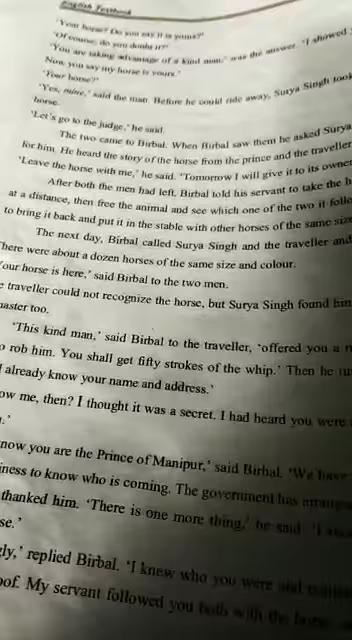 English Textbook
'Your horse? Do you say it is yours?'
'Of course, do you doubt it?'
'You are taking advantage of a kind man,' was the answer. 'I showed
Now you say my horse is yours.'
'Your horse?'
'Yes, mine,' said the man. Before he could ride away, Surya Singh took
horse.
'Let's go to the judge,' he said.
The two came to Birbal. When Birbal saw them he asked Surya
for him. He heard the story of the horse from the prince and the traveller
'Leave the horse with me,' he said. 'Tomorrow I will give it to its owner
After both the men had left, Birbal told his servant to take the h
at a distance, then free the animal and see which one of the two it follo
to bring it back and put it in the stable with other horses of the same size
The next day, Birbal called Surya Singh and the traveller and
here were about a dozen horses of the same size and colour.
our horse is here,' said Birbal to the two men.
e traveller could not recognize the horse, but Surya Singh found him
aster too.
'This kind man,' said Birbal to the traveller, 'offered you a r
o rob him. You shall get fifty strokes of the whip.' Then he tu
I already know your name and address.'
ow me, then? I thought it was a secret. I had heard you were
.'
now you are the Prince of Manipur,' said Birbal. 'We have
iness to know who is coming. The government has
thanked him. 'There is one more thing,' he said. 'I
se.'
gly,' replied Birbal. 'I knew who you were and
oof. My servant followed you both with the horse